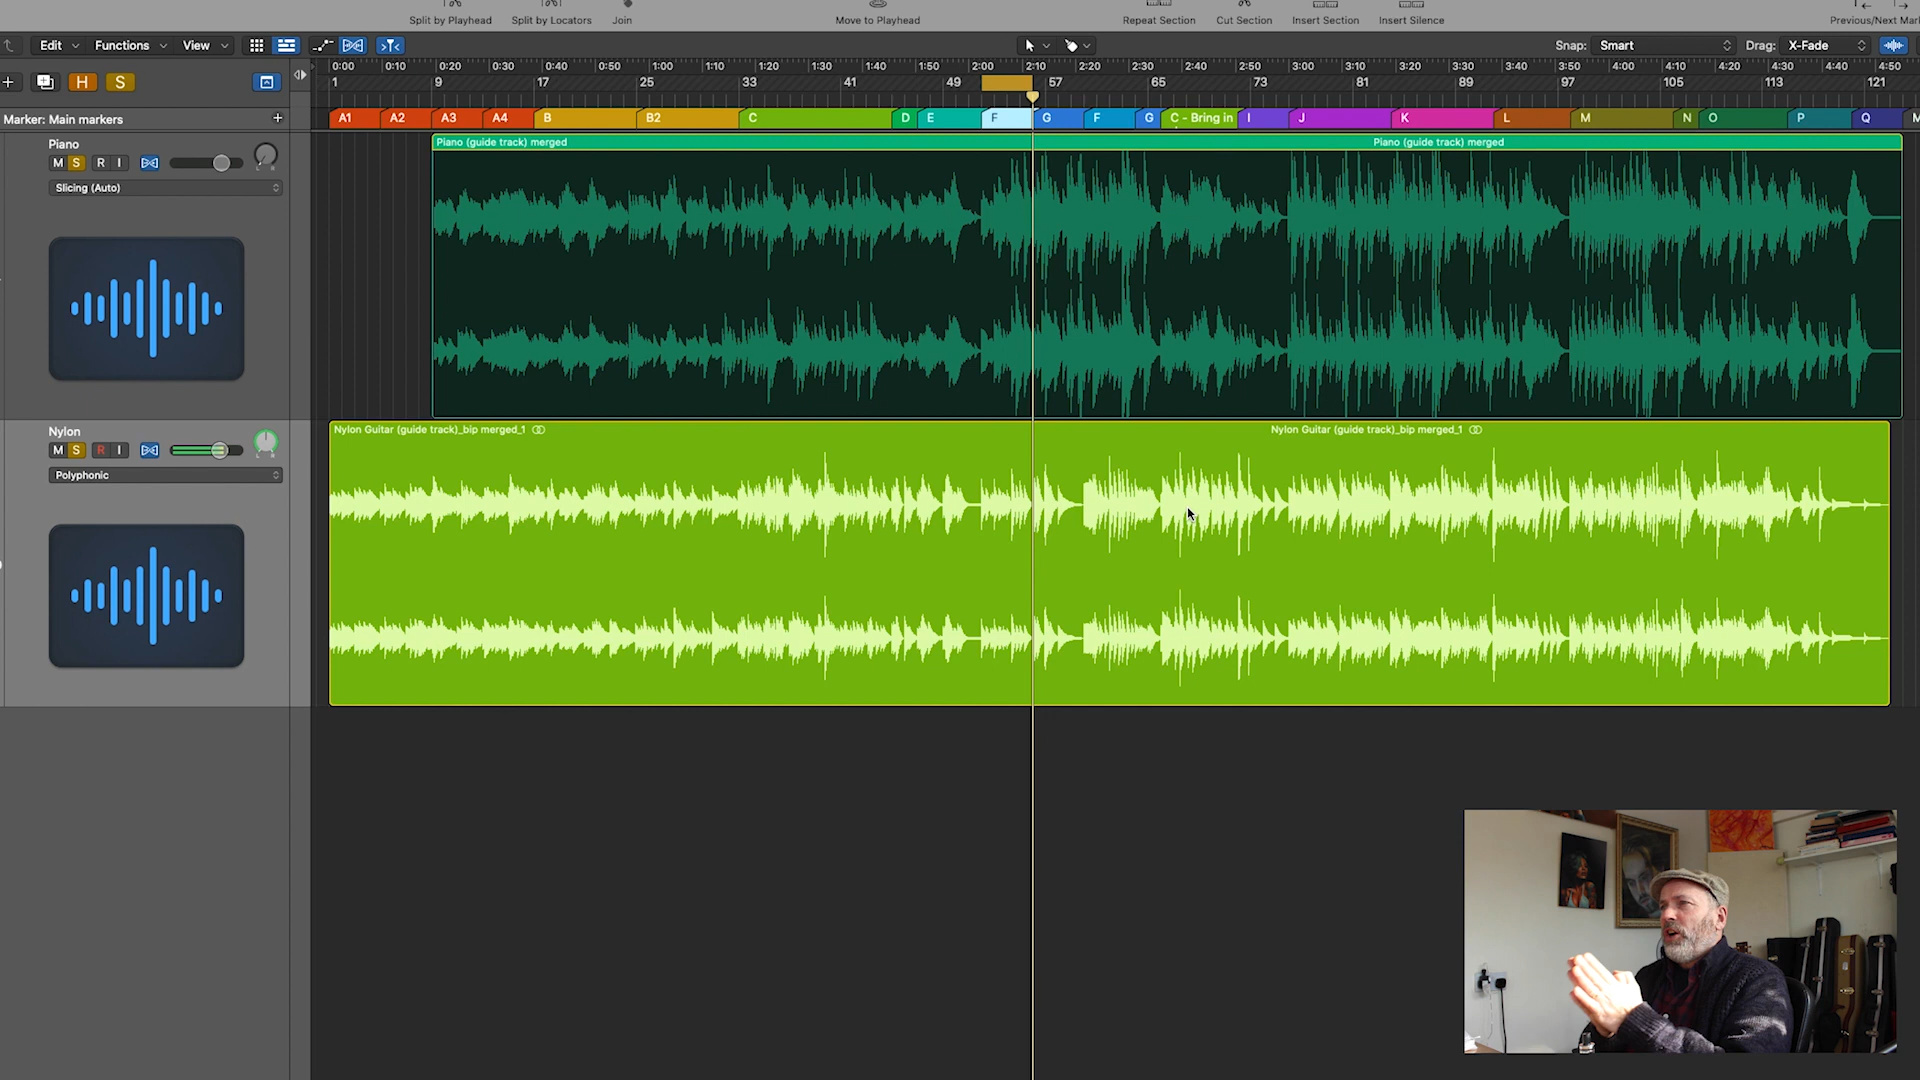 Split by Playhead Split by Locators Join Move to Playhead Repeat Section Cut Section Insert Section Insert Silence Previous/Next Mar
Edit Functions View Snap: Smart Drag: X-Fade
0:00 0:10 0:20 0:30 0:40 0:50 1:00 1:10 1:20 1:30 1:40 1:50 2:00 2:10 2:20 2:30 2:40 2:50 3:00 3:10 3:20 3:30 3:40 3:50 4:00 4:10 4:20 4:30 4:40 4:50
H S 1 9 17 25 33 41 49 57 65 73 81 89 97 105 113 121
Marker: Main markers A1 A2 A3 A4 B B2 C D E F G F G C - Bring in I J K L M N O P Q
Piano Piano (guide track) merged Piano (guide track) merged
M S R I
Slicing (Auto)
Nylon Nylon Guitar (guide track)_bip merged_1 Nylon Guitar (guide track)_bip merged_1
M S R I
Polyphonic